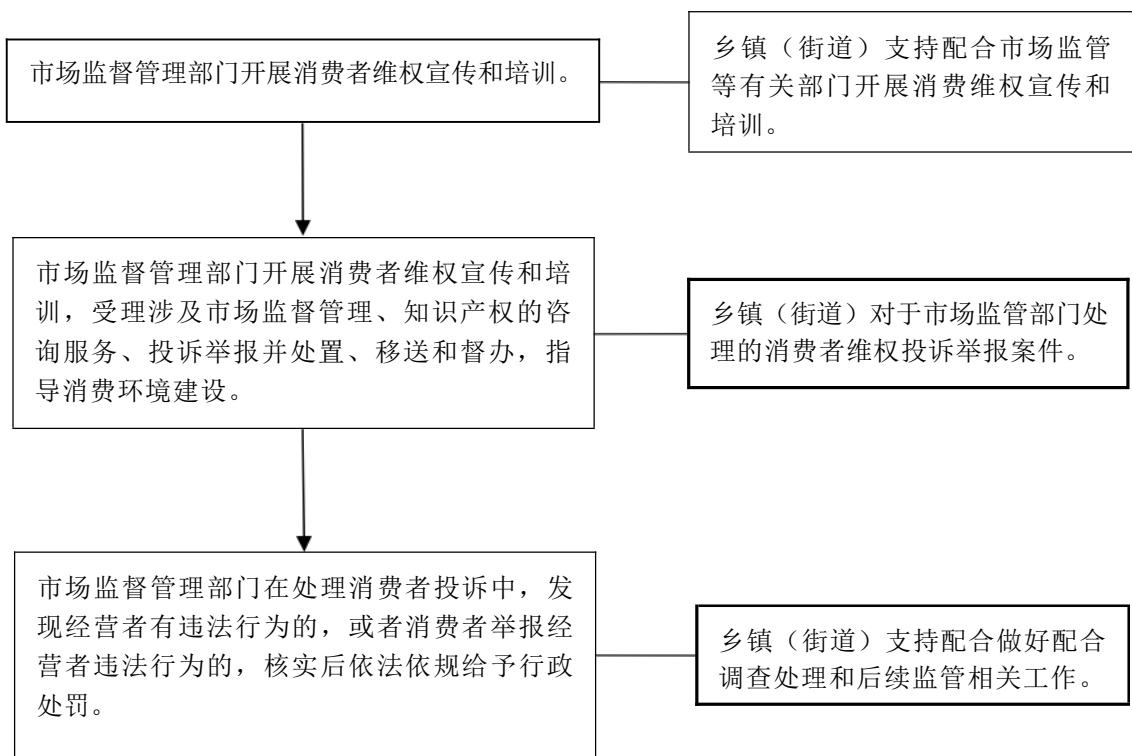 市场监督管理部门开展消费者维权宣传和培训。
乡镇（街道）支持配合市场监管
等有关部门开展消费维权宣传和
培训。
市场监督管理部门开展消费者维权宣传和培
训，受理涉及市场监督管理、知识产权的咨
询服务、投诉举报并处置、移送和督办，指
导消费环境建设。
乡镇（街道）对于市场监管部门处
理的消费者维权投诉举报案件。
市场监督管理部门在处理消费者投诉中，发
现经营者有违法行为的，或者消费者举报经
营者违法行为的，核实后依法依规给予行政
处罚。
乡镇（街道）支持配合做好配合
调查处理和后续监管相关工作。